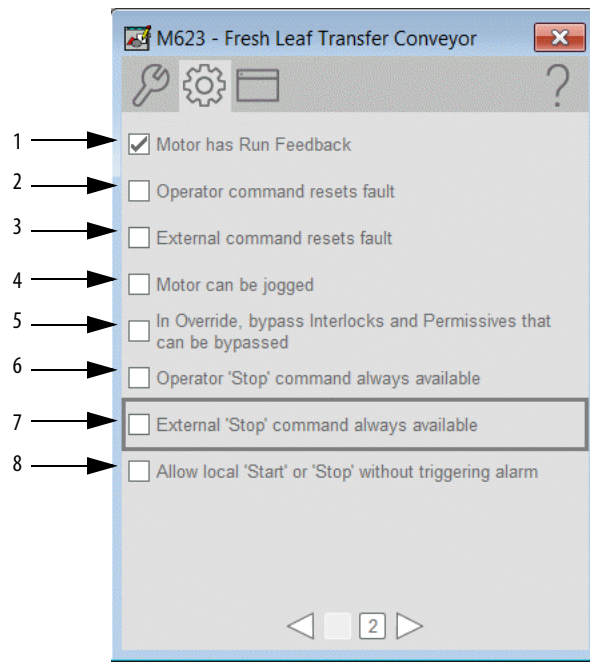 M623 - Fresh Leaf Transfer Conveyor
?
1 Motor has Run Feedback
2 Operator command resets fault
3 External command resets fault
4 Motor can be jogged
5 In Override, bypass Interlocks and Permissives that
can be bypassed
6 Operator 'Stop' command always available
7 External 'Stop' command always available
8 Allow local 'Start' or 'Stop' without triggering alarm
2